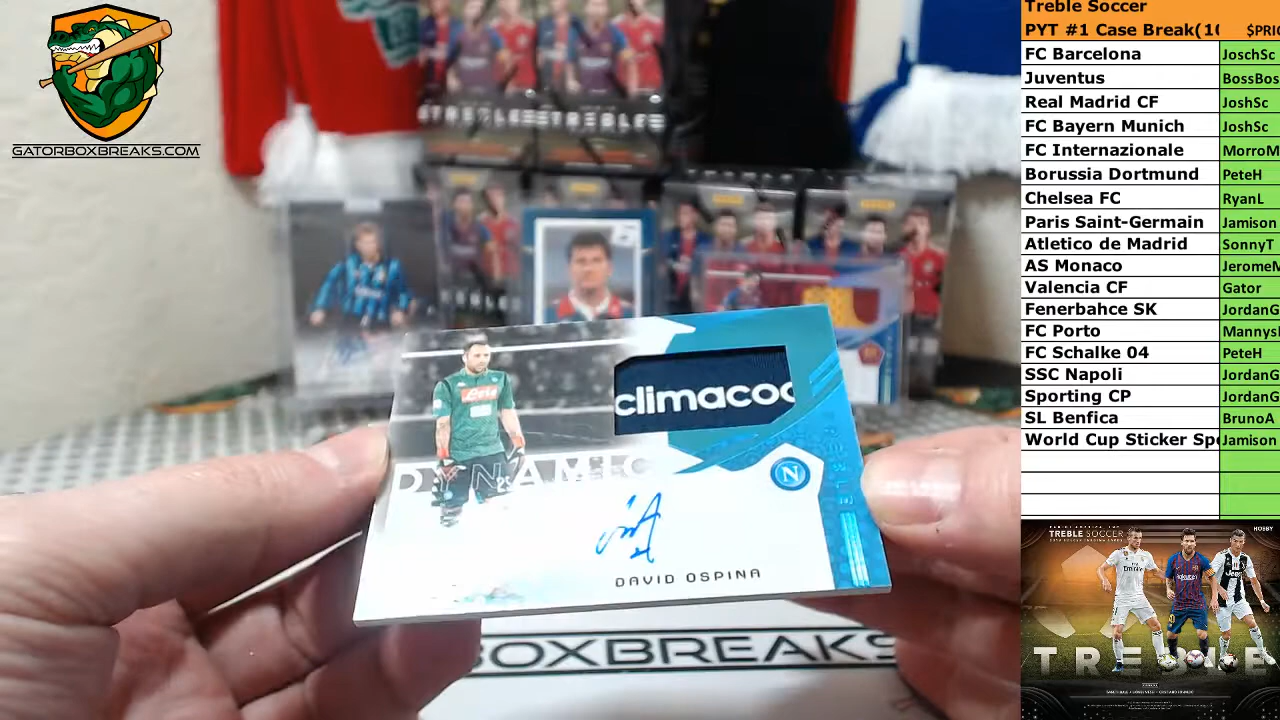 GATORBOXBREAKS.COM
TREBLE TREBLE
climacoo
DYNAMIC
N
DAVID OSPINA
BOXBREAKS
Treble Soccer
PYT #1 Case Break(10 $PRIC
FC Barcelona JoschSc
Juventus BossBos
Real Madrid CF JoshSc
FC Bayern Munich JoshSc
FC Internazionale MorroM
Borussia Dortmund PeteH
Chelsea FC RyanL
Paris Saint-Germain Jamison
Atletico de Madrid SonnyT
AS Monaco JeromeM
Valencia CF Gator
Fenerbahce SK JordanG
FC Porto MannysI
FC Schalke 04 PeteH
SSC Napoli JordanG
Sporting CP JordanG
SL Benfica BrunoA
World Cup Sticker Spo Jamison
TREBLE SOCCER
HOBBY
TREBLE